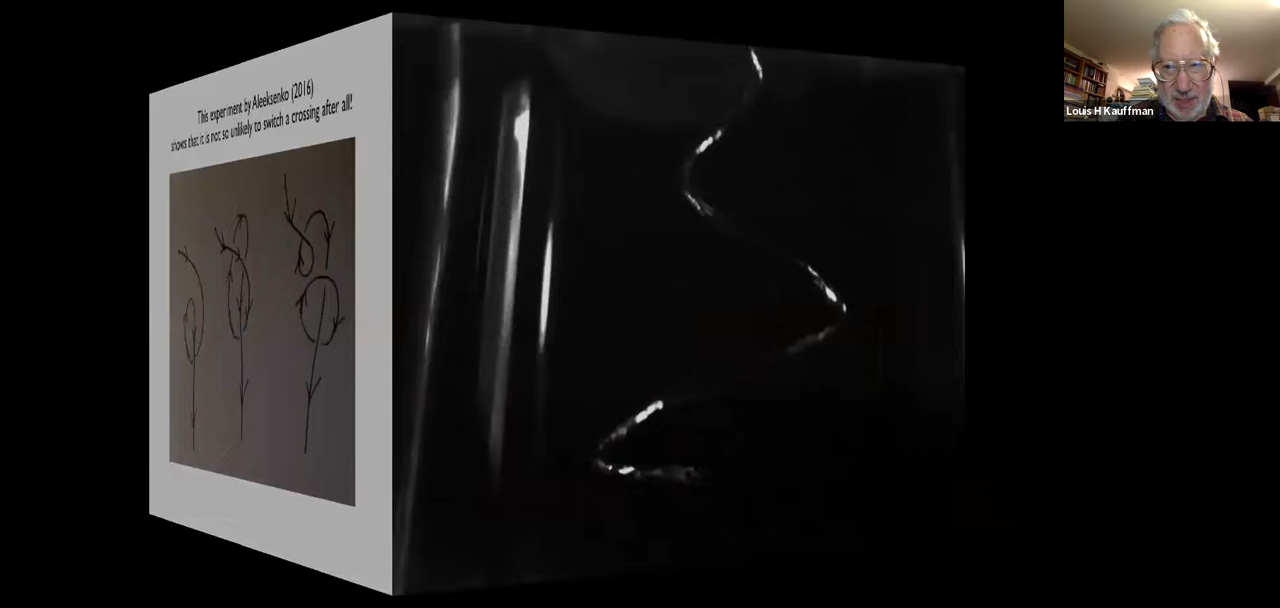 This experiment by Aleeksenko (2016)
shows that it is not so unlikely to switch a crossing after all!
Louis H Kauffman